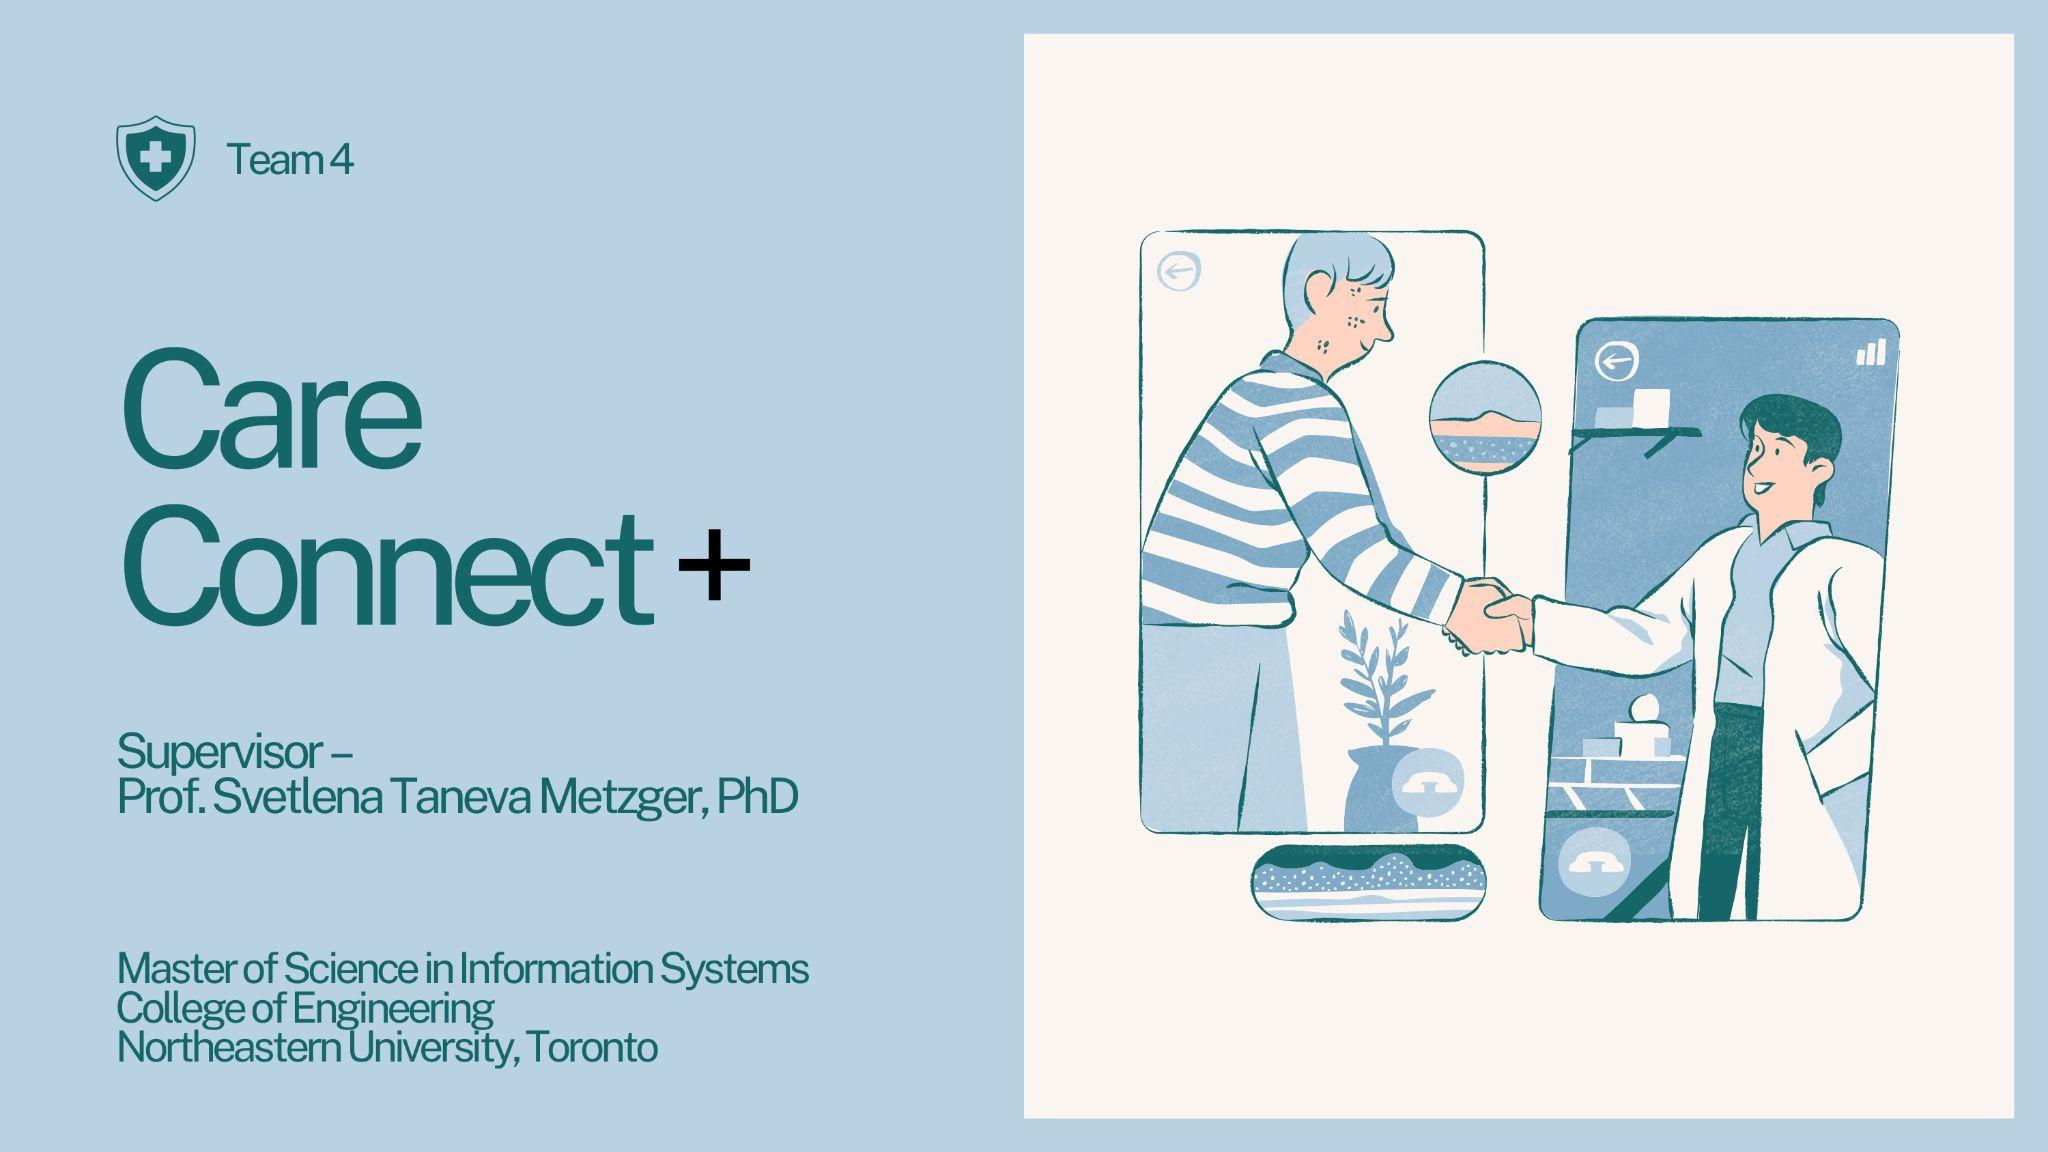 Team 4
Care
Connect +
Supervisor –
Prof. Svetlena Taneva Metzger, PhD
Master of Science in Information Systems
College of Engineering
Northeastern University, Toronto